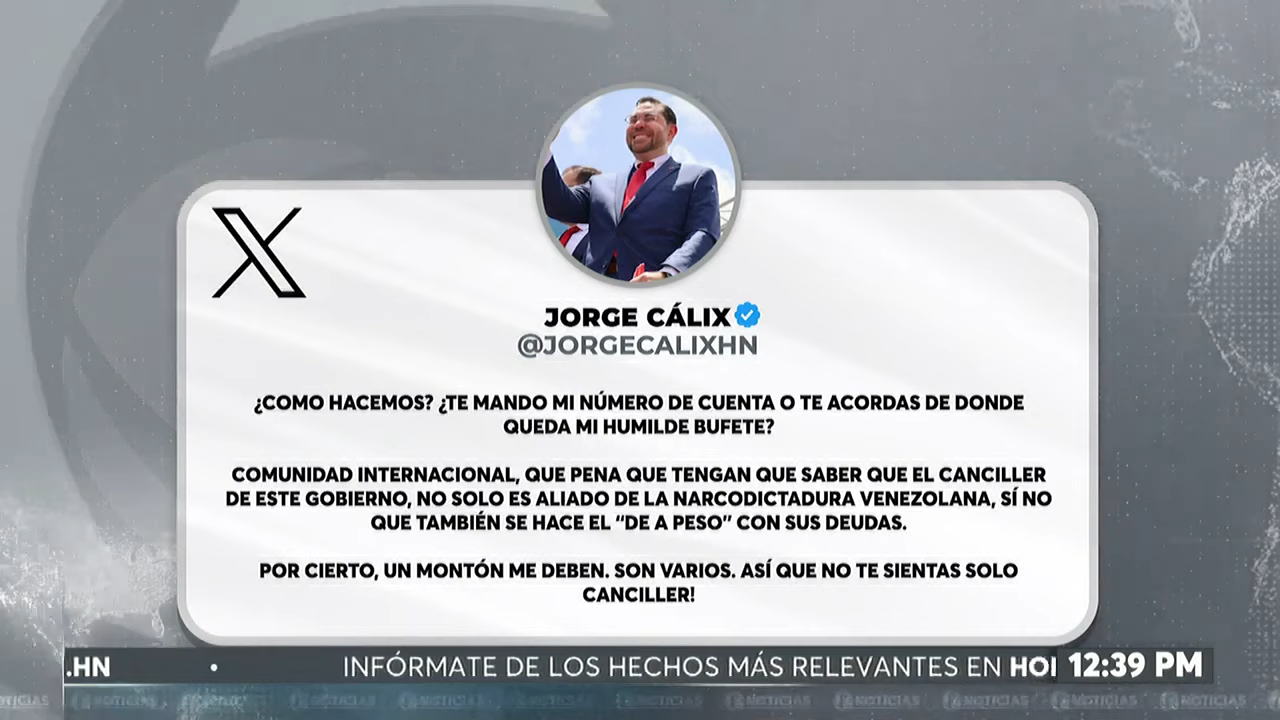 JORGE CÁLIX
@JORGECALIXHN
¿COMO HACEMOS? ¿TE MANDO MI NÚMERO DE CUENTA O TE ACORDAS DE DONDE
QUEDA MI HUMILDE BUFETE?
COMUNIDAD INTERNACIONAL, QUE PENA QUE TENGAN QUE SABER QUE EL CANCILLER
DE ESTE GOBIERNO, NO SOLO ES ALIADO DE LA NARCODICTADURA VENEZOLANA, SÍ NO
QUE TAMBIÉN SE HACE EL “DE A PESO” CON SUS DEUDAS.
POR CIERTO, UN MONTÓN ME DEBEN. SON VARIOS. ASÍ QUE NO TE SIENTAS SOLO
CANCILLER!
.HN • INFÓRMATE DE LOS HECHOS MÁS RELEVANTES EN 12:39 PM